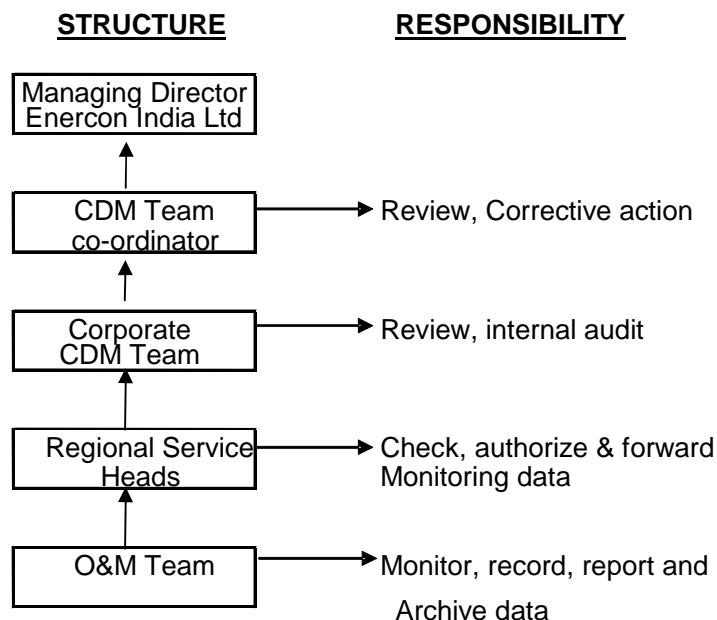 STRUCTURE RESPONSIBILITY
Managing Director
Enercon India Ltd
CDM Team
co-ordinator
Review, Corrective action
Corporate
CDM Team
Review, internal audit
Regional Service
Heads
Check, authorize & forward
Monitoring data
O&M Team
Monitor, record, report and
Archive data